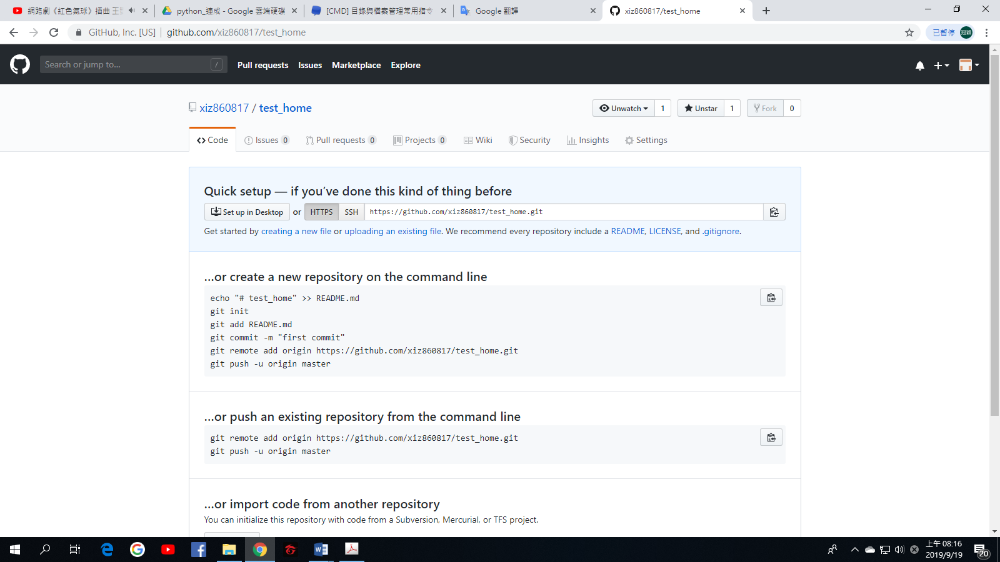 網路劇《紅色氣球》插曲 王
python_連成 - Google 雲端硬碟
[CMD] 目錄與檔案管理常用指令
Google 翻譯
xiz860817/test_home
GitHub, Inc. [US] | github.com/xiz860817/test_home
已暫停
冠穎
Search or jump to...
/
Pull requests
Issues
Marketplace
Explore
xiz860817 / test_home
Unwatch 1
Unstar 1
Fork 0
Code
Issues 0
Pull requests 0
Projects 0
Wiki
Security
Insights
Settings
Quick setup — if you’ve done this kind of thing before
Set up in Desktop or HTTPS SSH https://github.com/xiz860817/test_home.git
Get started by creating a new file or uploading an existing file. We recommend every repository include a README, LICENSE, and .gitignore.
…or create a new repository on the command line
echo "# test_home" >> README.md
git init
git add README.md
git commit -m "first commit"
git remote add origin https://github.com/xiz860817/test_home.git
git push -u origin master
…or push an existing repository from the command line
git remote add origin https://github.com/xiz860817/test_home.git
git push -u origin master
…or import code from another repository
You can initialize this repository with code from a Subversion, Mercurial, or TFS project.
上午 08:16
2019/9/19
20